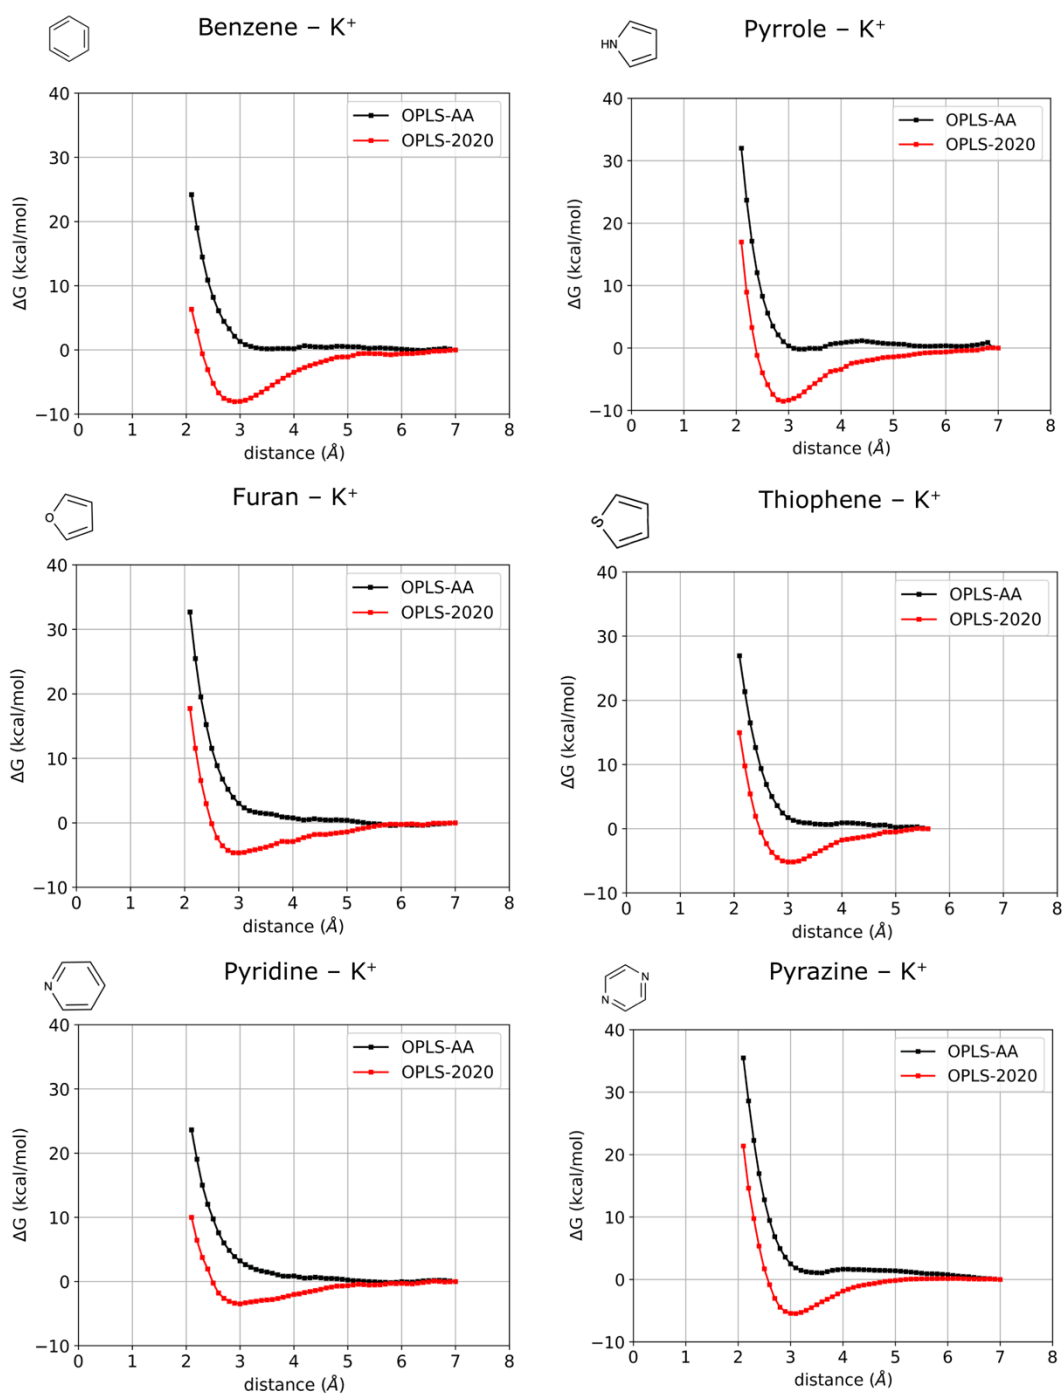 Benzene – K⁺
40
30
20
10
0
−10
ΔG (kcal/mol)
OPLS-AA
OPLS-2020
0 1 2 3 4 5 6 7 8
distance (Å)
HN
Pyrrole – K⁺
40
30
20
10
0
−10
ΔG (kcal/mol)
OPLS-AA
OPLS-2020
0 1 2 3 4 5 6 7 8
distance (Å)
O
Furan – K⁺
40
30
20
10
0
−10
ΔG (kcal/mol)
OPLS-AA
OPLS-2020
0 1 2 3 4 5 6 7 8
distance (Å)
S
Thiophene – K⁺
40
30
20
10
0
−10
ΔG (kcal/mol)
OPLS-AA
OPLS-2020
0 1 2 3 4 5 6 7 8
distance (Å)
N
Pyridine – K⁺
40
30
20
10
0
−10
ΔG (kcal/mol)
OPLS-AA
OPLS-2020
0 1 2 3 4 5 6 7 8
distance (Å)
N
N
Pyrazine – K⁺
40
30
20
10
0
−10
ΔG (kcal/mol)
OPLS-AA
OPLS-2020
0 1 2 3 4 5 6 7 8
distance (Å)